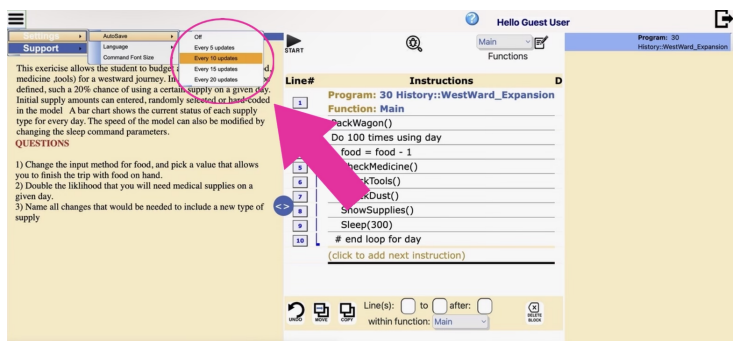 Hello Guest User
Settings
AutoSave
Off
Support
Language
Every 5 updates
Command Font Size
Every 10 updates
Every 15 updates
Every 20 updates
This exericise allows the student to budget
medicine ,tools) for a westward journey. In
defined, such a 20% chance of using a certain supply on a given day.
Initial supply amounts can entered, randomly selected or hard-coded
in the model A bar chart shows the current status of each supply
type for every day. The speed of the model can also be modified by
changing the sleep command parameters.
QUESTIONS
1) Change the input method for food, and pick a value that allows
you to finish the trip with food on hand.
2) Double the liklihood that you will need medical supplies on a
given day.
3) Name all changes that would be needed to include a new type of
supply
START
Main
Functions
Line# Instructions D
1 Program: 30 History::WestWard_Expansion
Function: Main
PackWagon()
Do 100 times using day
food = food - 1
5 CheckMedicine()
6 CheckTools()
7 CheckDust()
<> 8 ShowSupplies()
9 Sleep(300)
10 # end loop for day
(click to add next instruction)
UNDO MOVE COPY Line(s): to after:
within function: Main
DELETE
BLOCK
Program: 30
History::WestWard_Expansion